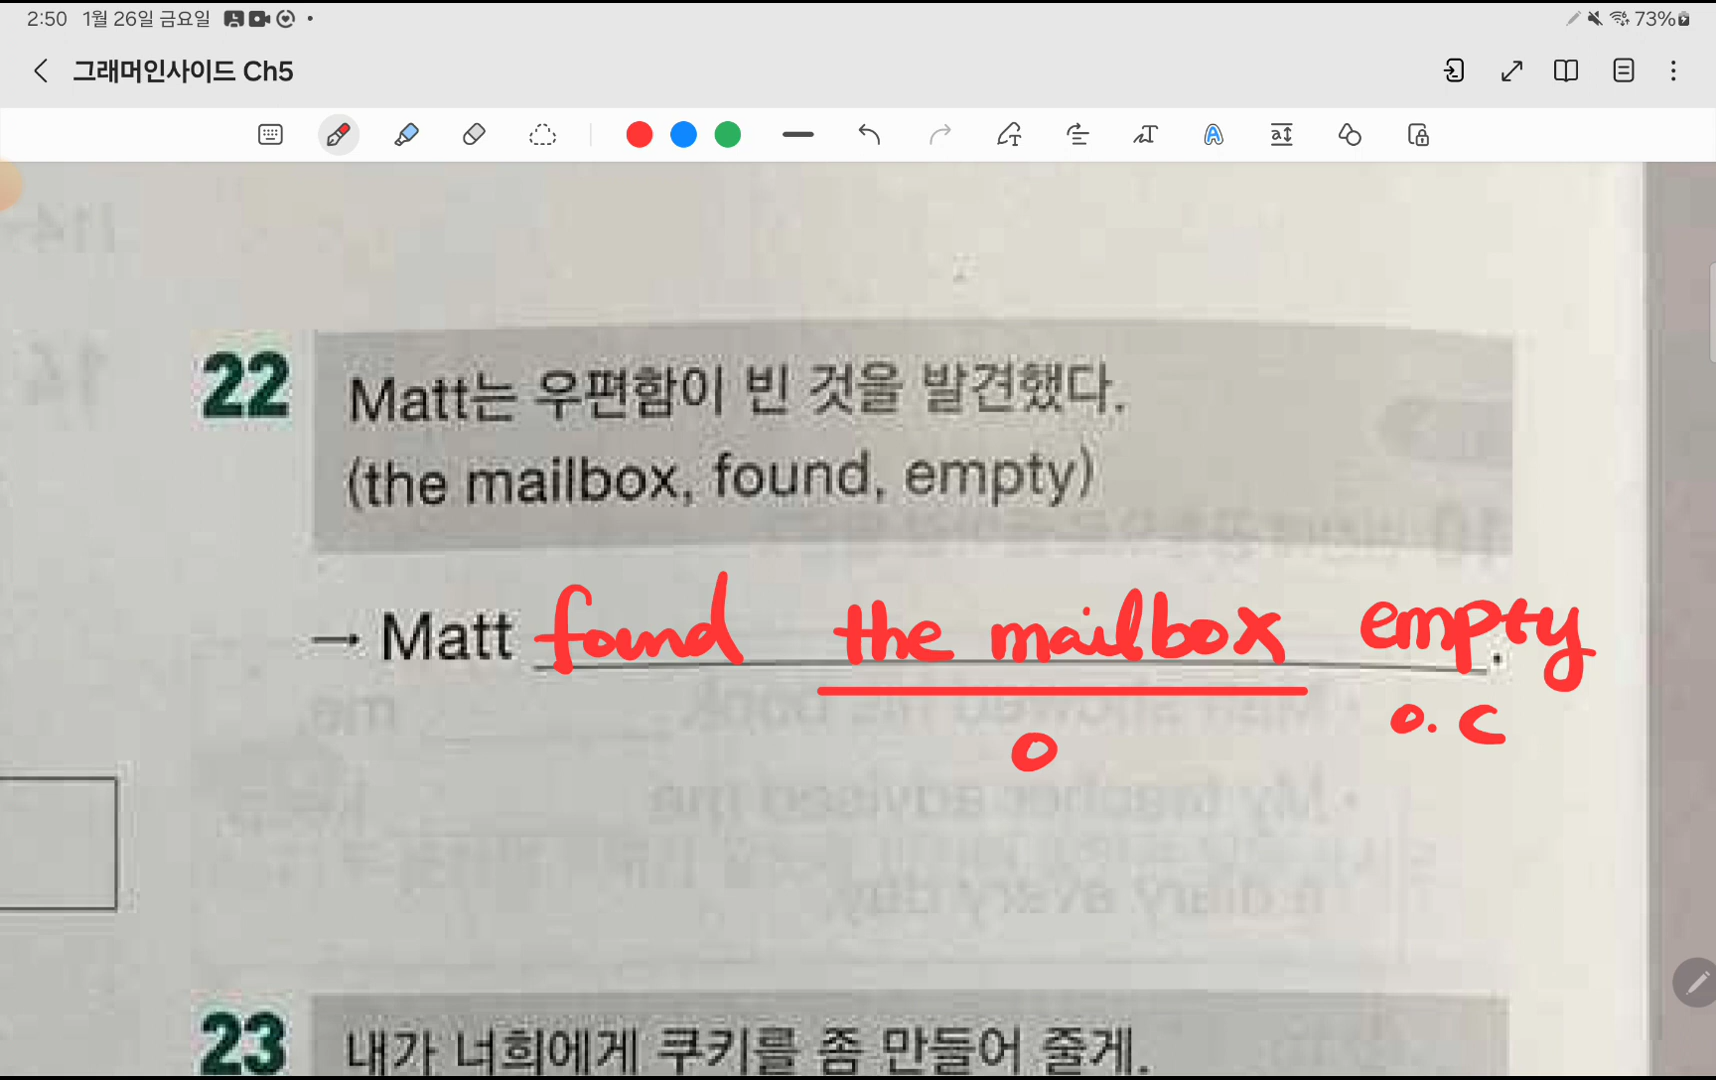 2:50 1월 26일 금요일
73%
그래머인사이드 Ch5
22 Matt는 우편함이 빈 것을 발견했다.
(the mailbox, found, empty)
→ Matt found the mailbox empty.
O
o.c
23 내가 너희에게 쿠키를 좀 만들어 줄게.